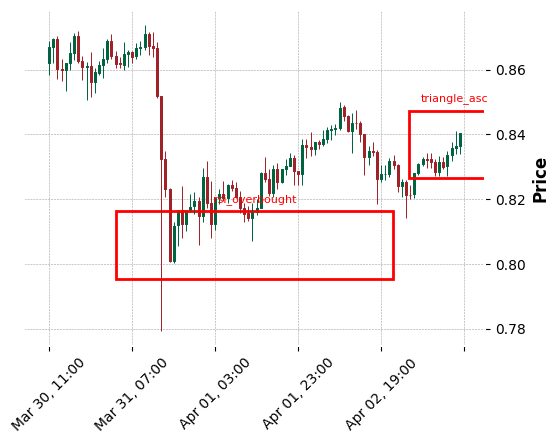 triangle_asc
0.86
0.84
0.82
0.80
0.78
Price
Mar 30, 11:00
Mar 31, 07:00
Apr 01, 03:00
Apr 01, 23:00
Apr 02, 19:00